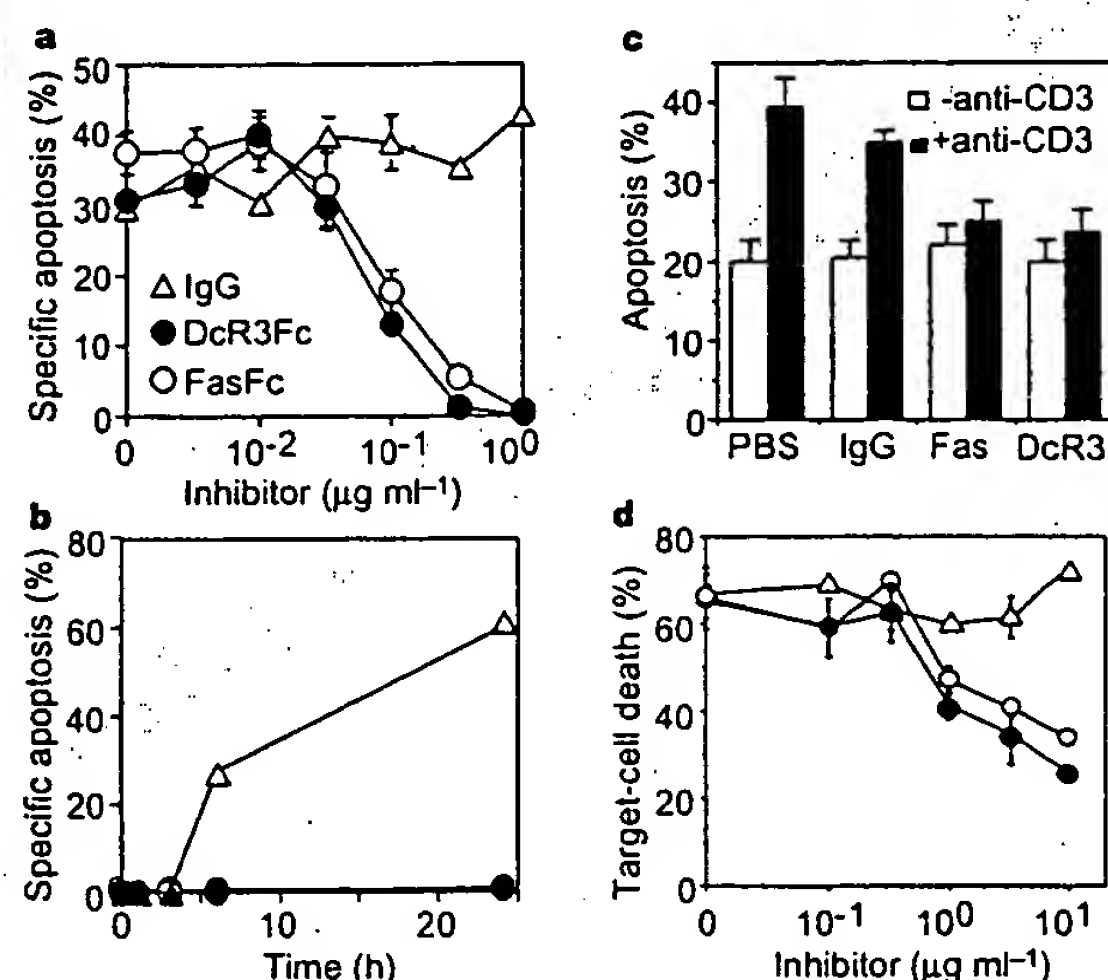 a
Specific apoptosis (%)
50
40
30
20
10
0
△ IgG
● DcR3Fc
○ FasFc
0 10-2 10-1 100
Inhibitor (µg ml–1)
b
Specific apoptosis (%)
80
60
40
20
0
0 10 20
Time (h)
c
Apoptosis (%)
40
30
20
10
0
□ -anti-CD3
■ +anti-CD3
PBS IgG Fas DcR3
d
Target-cell death (%)
80
60
40
20
0
0 10-1 100 101
Inhibitor (µg ml–1)